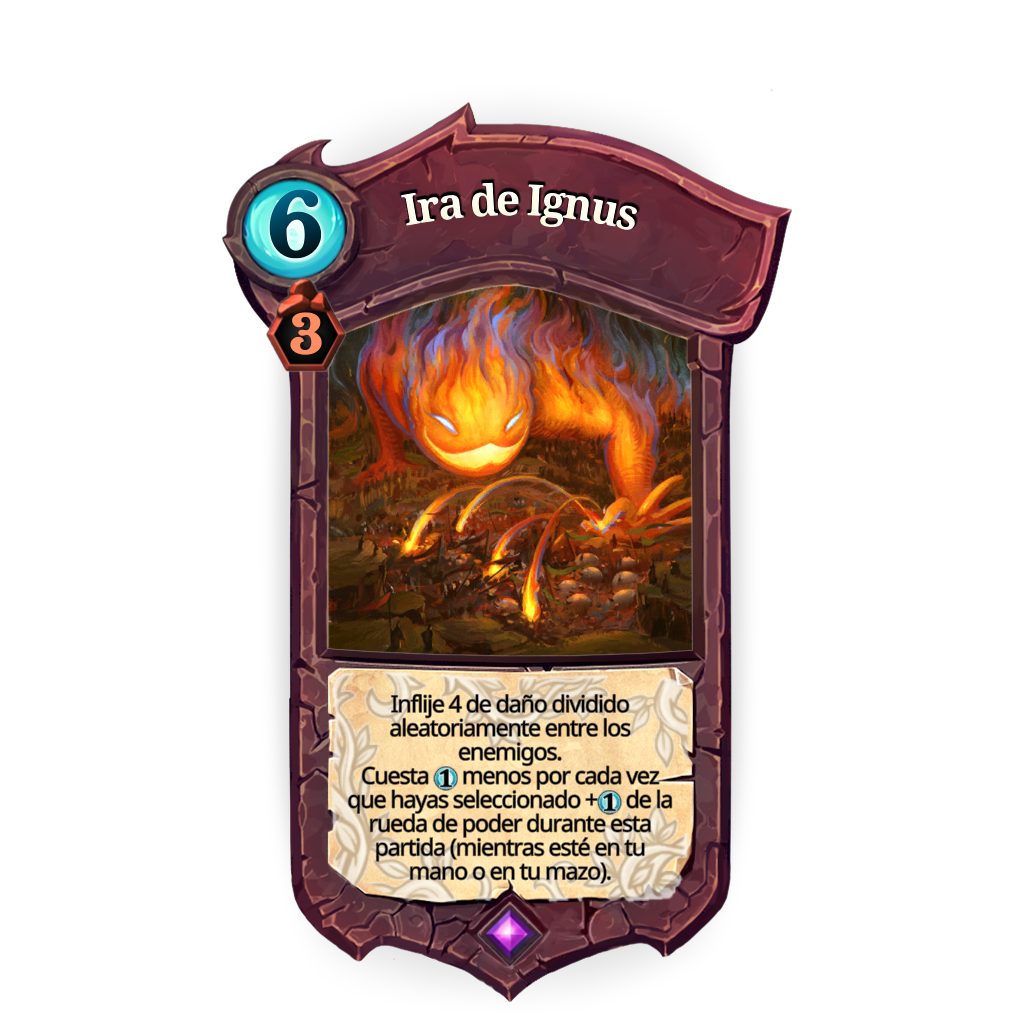 6
Ira de Ignus
3
Inflije 4 de daño dividido
aleatoriamente entre los
enemigos.
Cuesta 1 menos por cada vez
que hayas seleccionado +1 de la
rueda de poder durante esta
partida (mientras esté en tu
mano o en tu mazo).